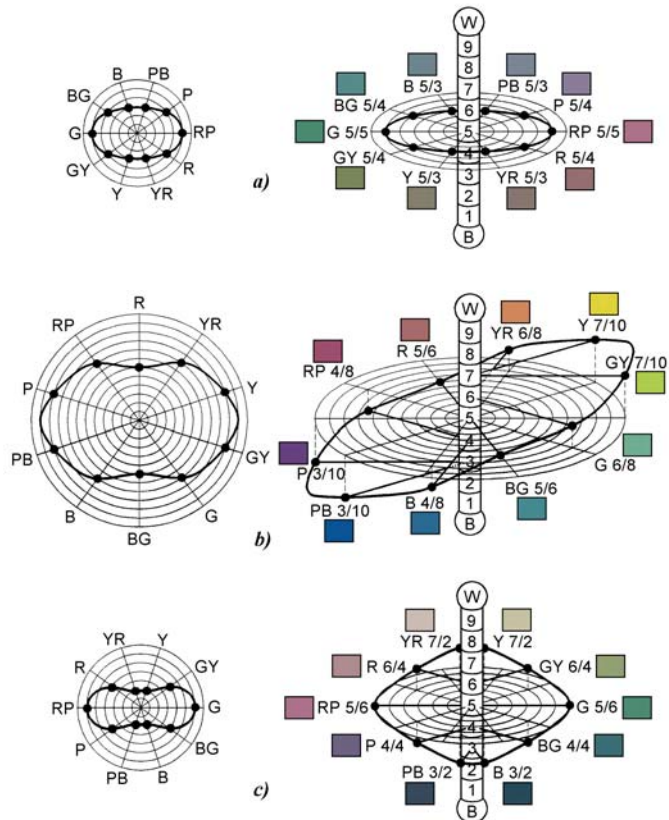 B PB
BG P
G RP
GY R
Y YR
W
9
8
7
6
5
4
3
2
1
B
B 5/3 PB 5/3
BG 5/4 P 5/4
G 5/5 RP 5/5
GY 5/4 R 5/4
Y 5/3 YR 5/3
a)
R
RP YR
P Y
PB GY
B G
BG
W
9
8
7
6
5
4
3
2
1
B
YR 6/8 Y 7/10
R 5/6
RP 4/8 GY 7/10
P 3/10 G 6/8
PB 3/10 B 4/8 BG 5/6
b)
YR Y
R GY
RP G
P BG
PB B
W
9
8
7
6
5
4
3
2
1
B
YR 7/2 Y 7/2
R 6/4 GY 6/4
RP 5/6 G 5/6
P 4/4 BG 4/4
PB 3/2 B 3/2
c)